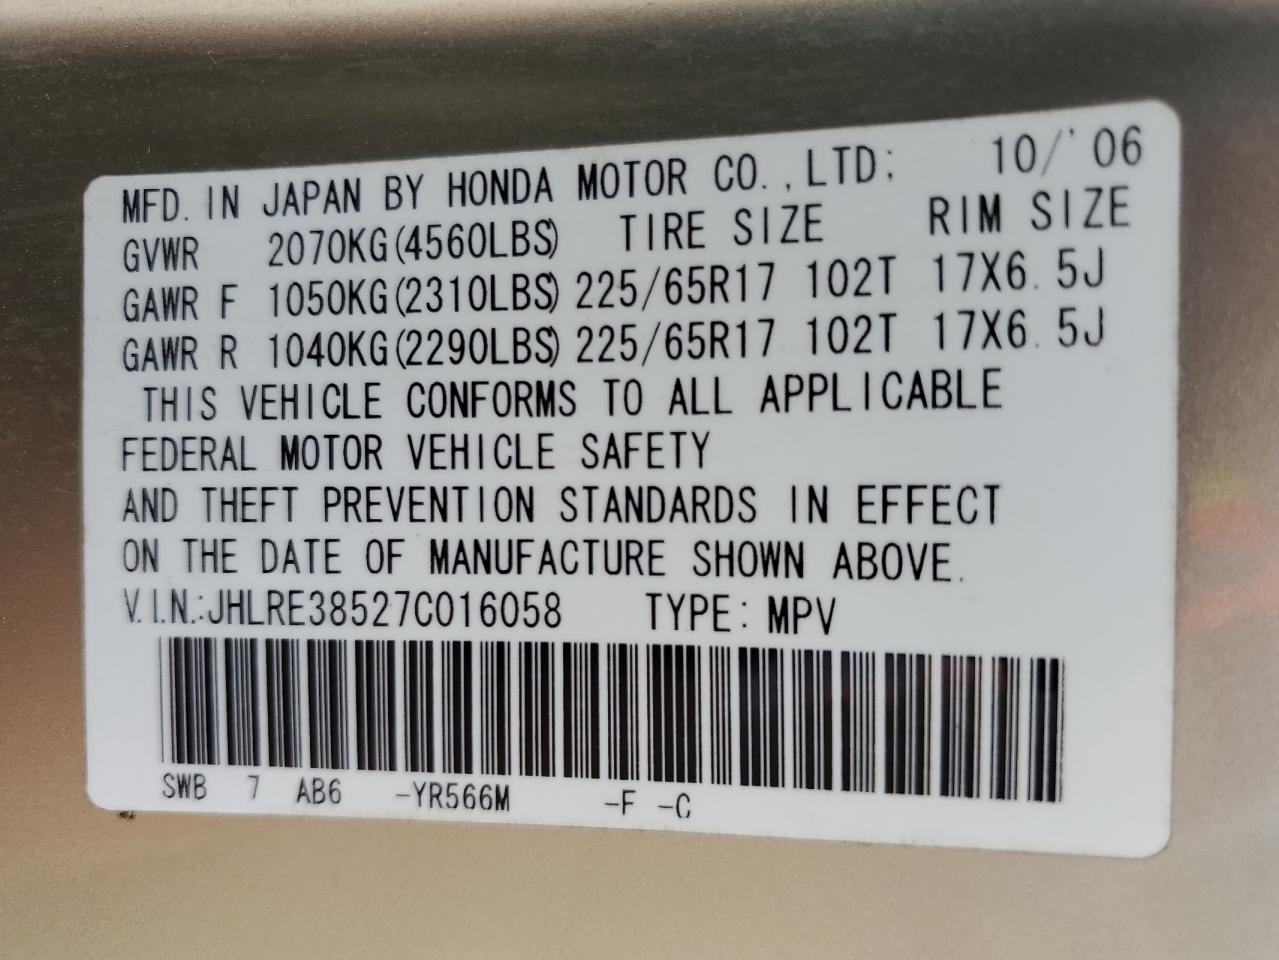 MFD. IN JAPAN BY HONDA MOTOR CO., LTD; 10/'06
GVWR 2070KG(4560LBS) TIRE SIZE RIM SIZE
GAWR F 1050KG(2310LBS) 225/65R17 102T 17X6.5J
GAWR R 1040KG(2290LBS) 225/65R17 102T 17X6.5J
THIS VEHICLE CONFORMS TO ALL APPLICABLE
FEDERAL MOTOR VEHICLE SAFETY
AND THEFT PREVENTION STANDARDS IN EFFECT
ON THE DATE OF MANUFACTURE SHOWN ABOVE.
V.I.N.:JHLRE38527C016058 TYPE: MPV
SWB 7 AB6 -YR566M -F -C